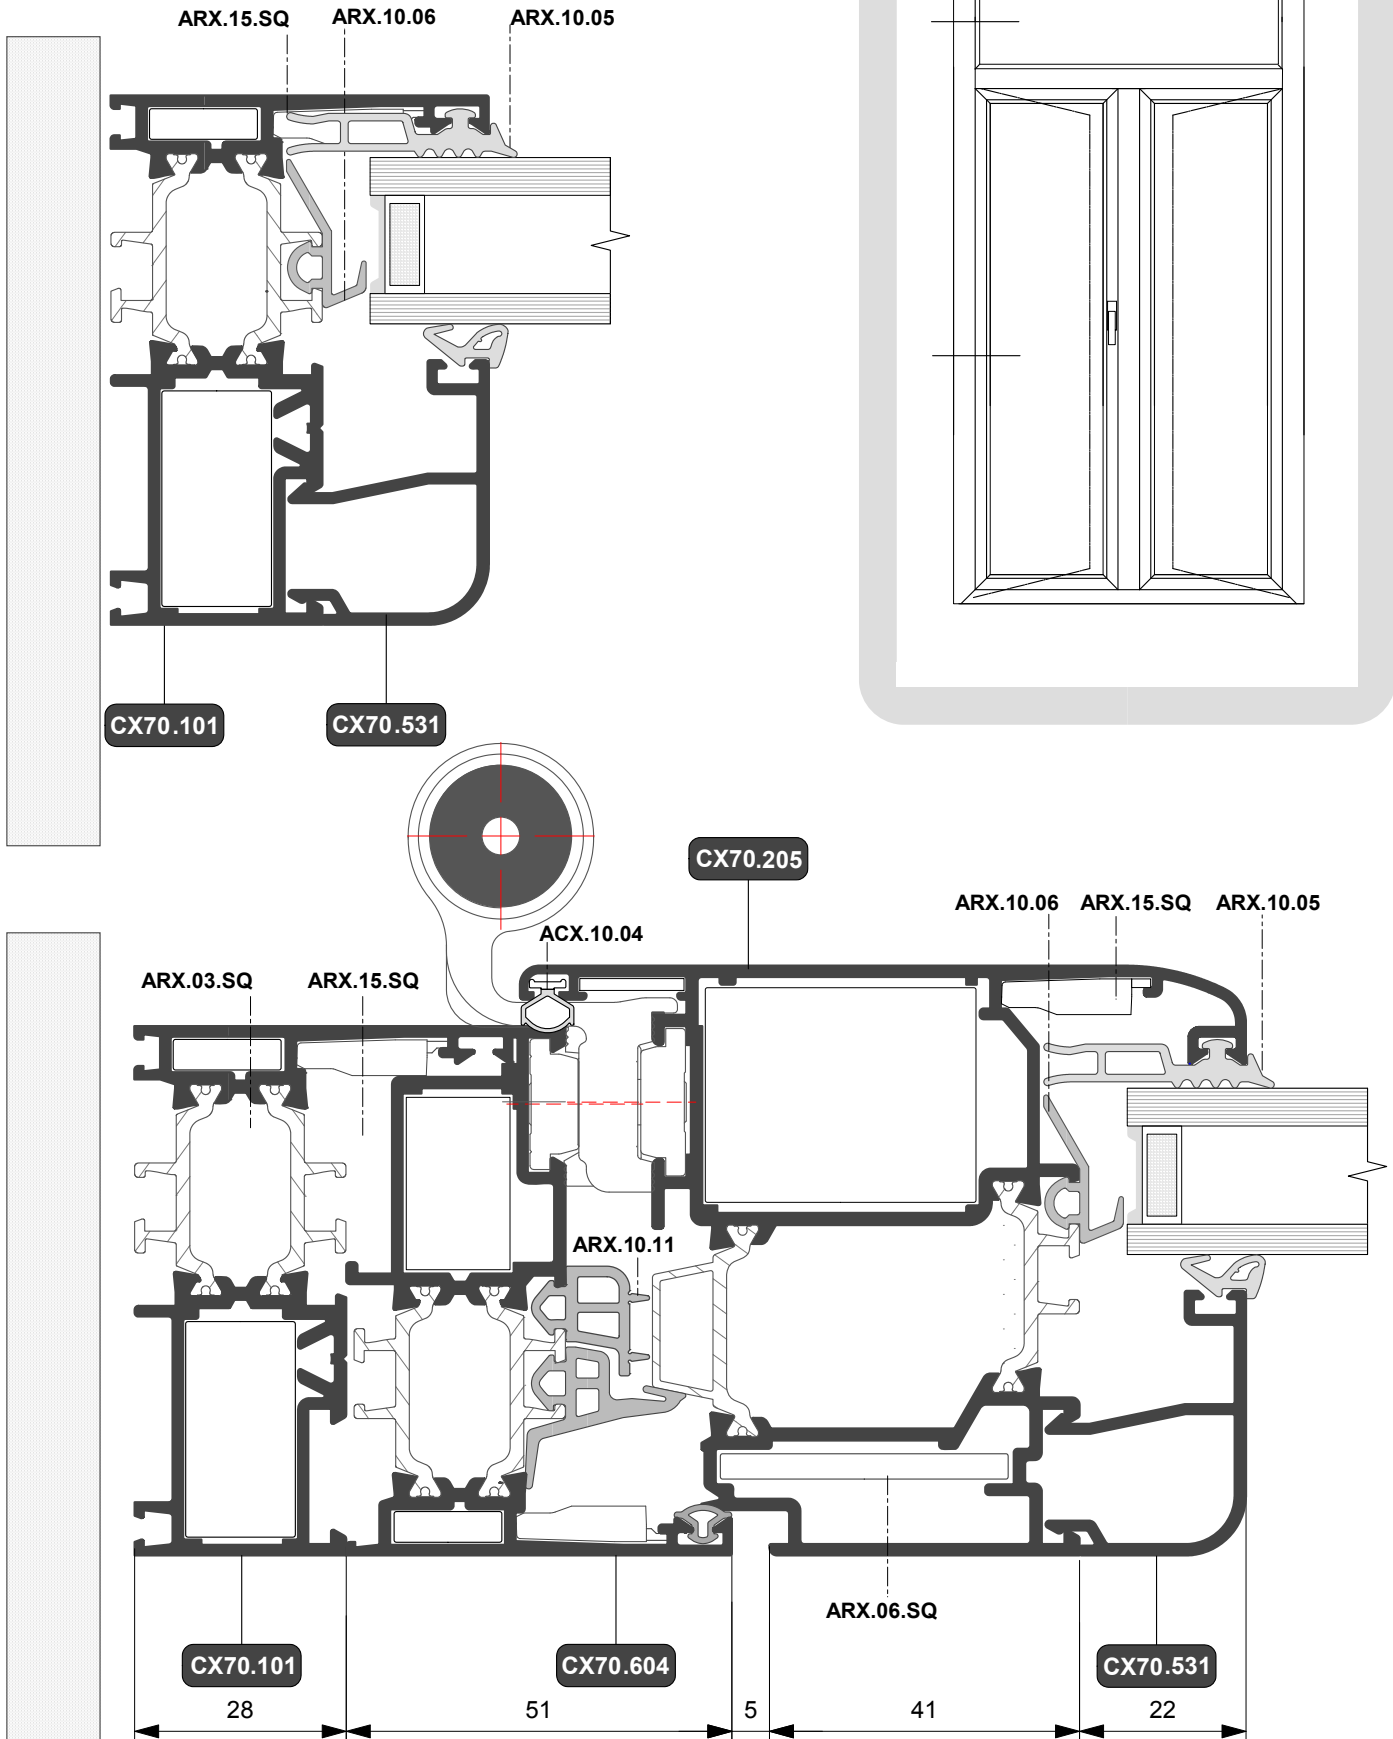 ARX.15.SQ ARX.10.06 ARX.10.05
CX70.101 CX70.531
CX70.205
ARX.10.06 ARX.15.SQ ARX.10.05
ACX.10.04
ARX.03.SQ ARX.15.SQ
ARX.10.11
ARX.06.SQ
CX70.101 CX70.604 CX70.531
28 51 5 41 22